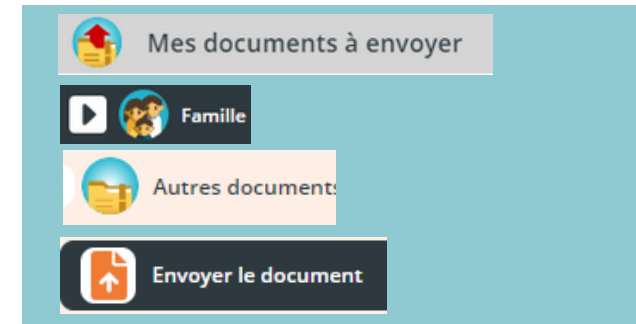 Mes documents à envoyer
Famille
Autres documents
Envoyer le document